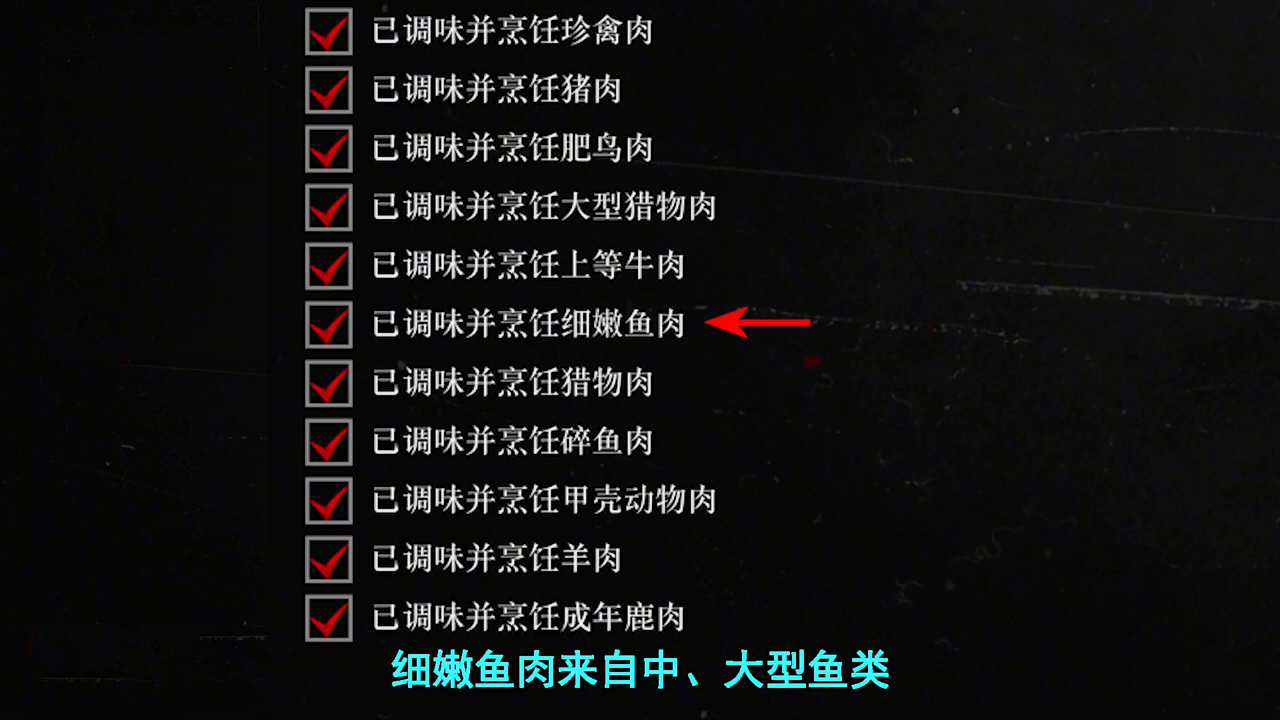 已调味并烹饪珍禽肉
已调味并烹饪猪肉
已调味并烹饪肥鸟肉
已调味并烹饪大型猎物肉
已调味并烹饪上等牛肉
已调味并烹饪细嫩鱼肉
已调味并烹饪猎物肉
已调味并烹饪碎鱼肉
已调味并烹饪甲壳动物肉
已调味并烹饪羊肉
已调味并烹饪成年鹿肉
细嫩鱼肉来自中、大型鱼类